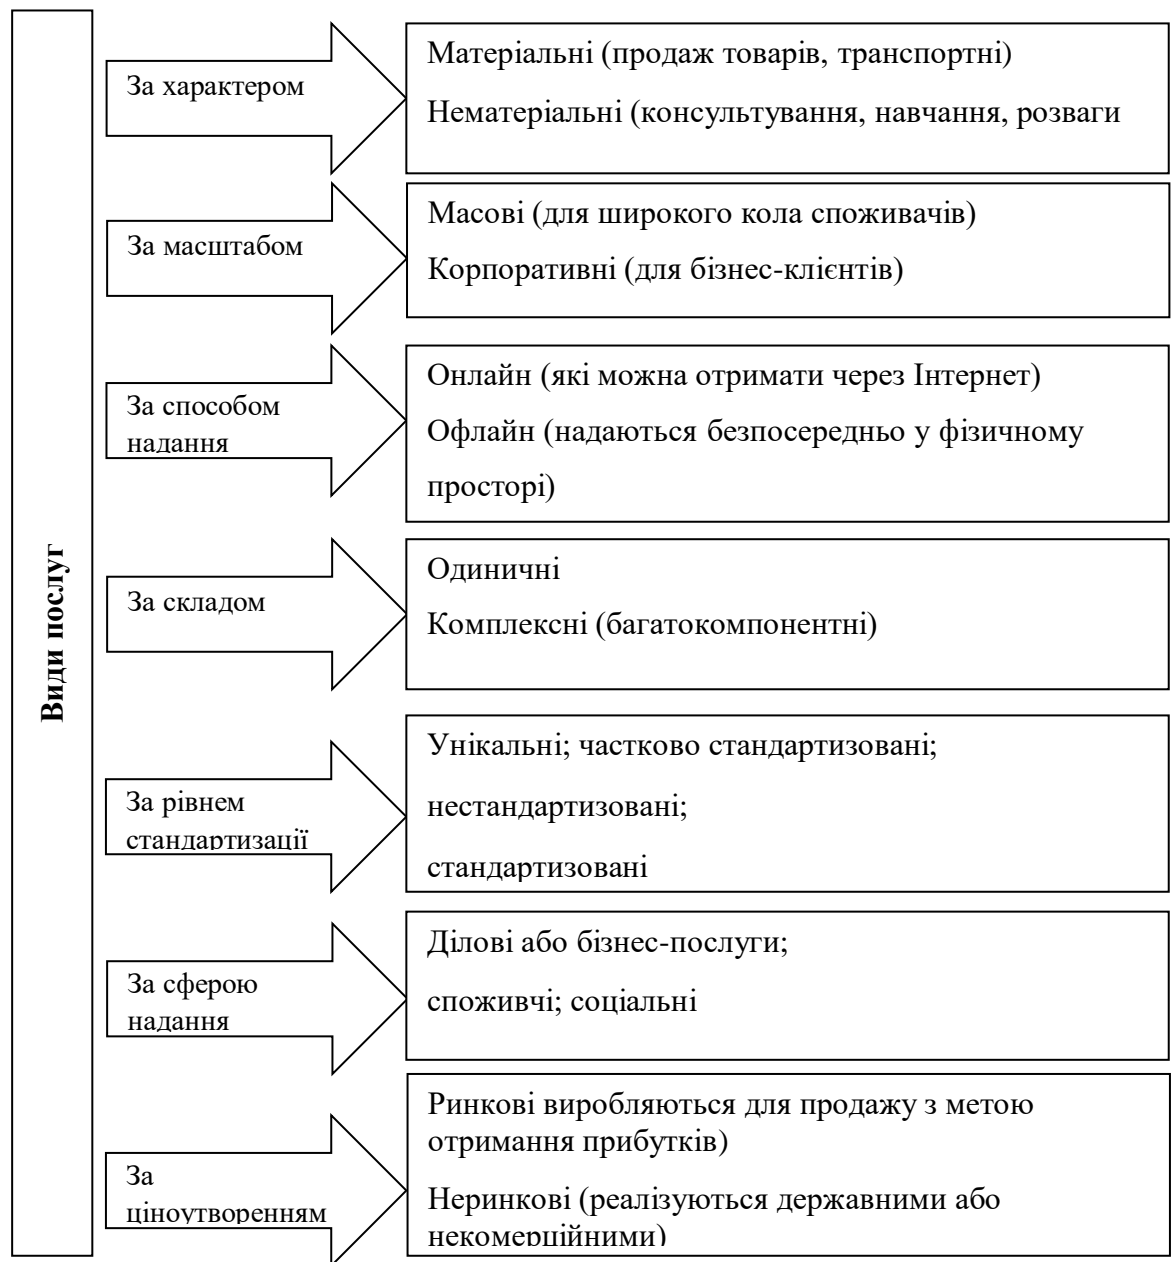 Види послуг
За характером
Матеріальні (продаж товарів, транспортні)
Нематеріальні (консультування, навчання, розваги
За масштабом
Масові (для широкого кола споживачів)
Корпоративні (для бізнес-клієнтів)
За способом
надання
Онлайн (які можна отримати через Інтернет)
Офлайн (надаються безпосередньо у фізичному
просторі)
За складом
Одиничні
Комплексні (багатокомпонентні)
За рівнем
стандартизації
Унікальні; частково стандартизовані;
нестандартизовані;
стандартизовані
За сферою
надання
Ділові або бізнес-послуги;
споживчі; соціальні
За
ціноутворенням
Ринкові виробляються для продажу з метою
отримання прибутків)
Неринкові (реалізуються державними або
некомерційними)